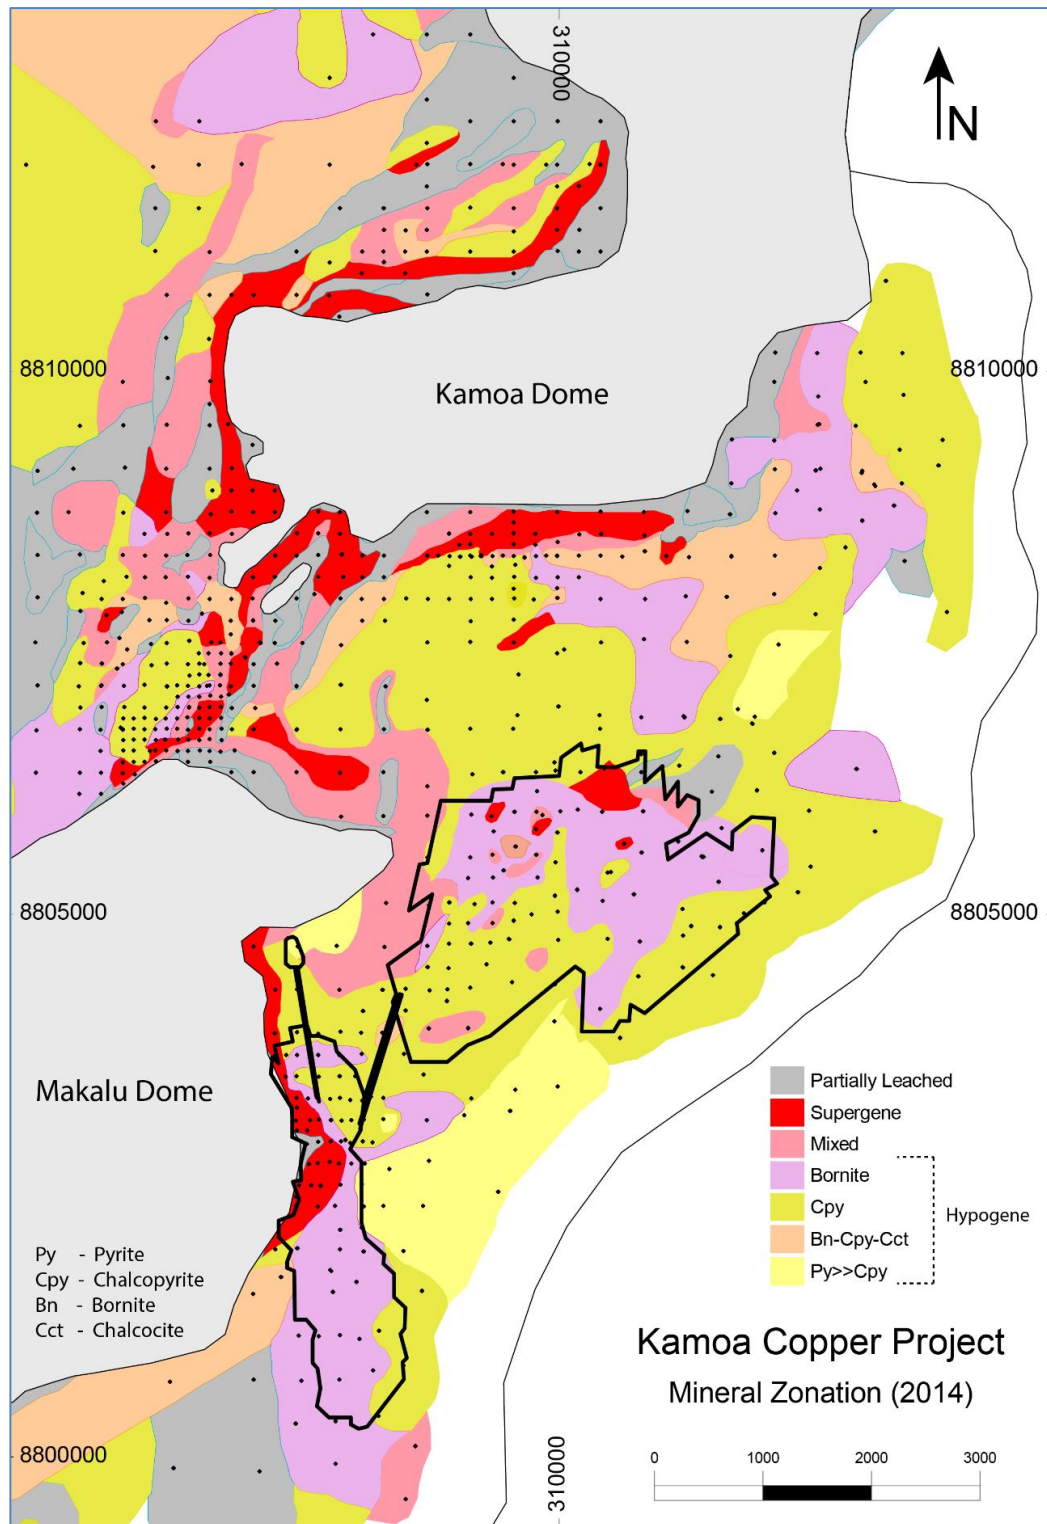 310000
N
8810000
8810000
Kamoa Dome
8805000
8805000
Makalu Dome
Partially Leached
Supergene
Mixed
Bornite
Cpy
Bn-Cpy-Cct
Py>>Cpy
Hypogene
Py - Pyrite
Cpy - Chalcopyrite
Bn - Bornite
Cct - Chalcocite
Kamoa Copper Project
Mineral Zonation (2014)
8800000
310000
0 1000 2000 3000